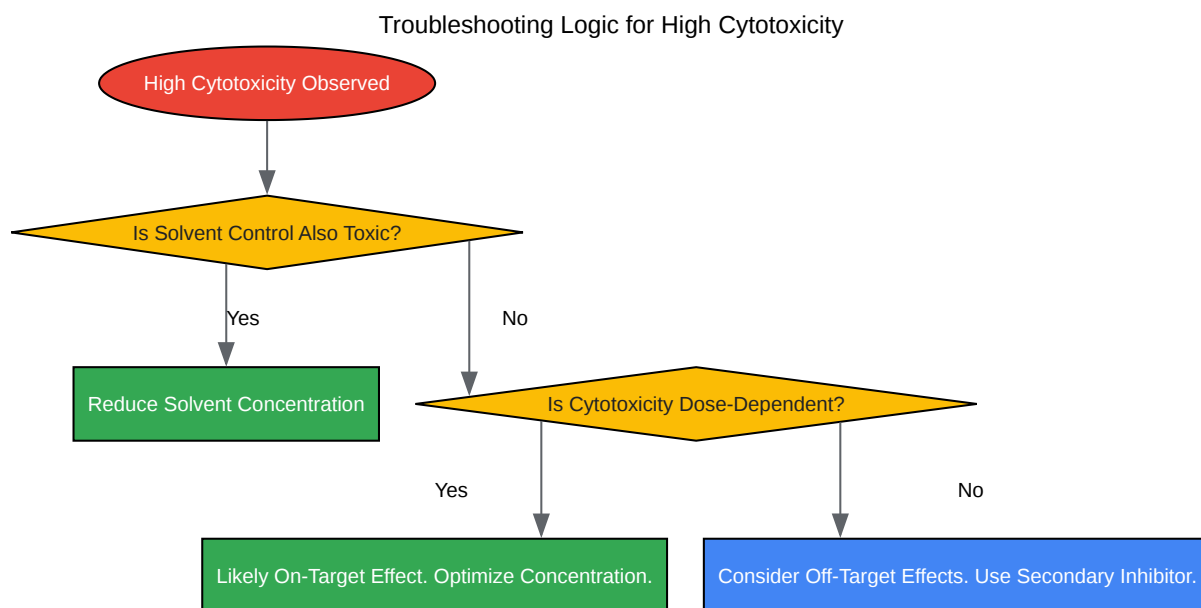 Troubleshooting Logic for High Cytotoxicity
High Cytotoxicity Observed
Is Solvent Control Also Toxic?
Yes
No
Reduce Solvent Concentration
Is Cytotoxicity Dose-Dependent?
Yes
No
Likely On-Target Effect. Optimize Concentration.
Consider Off-Target Effects. Use Secondary Inhibitor.